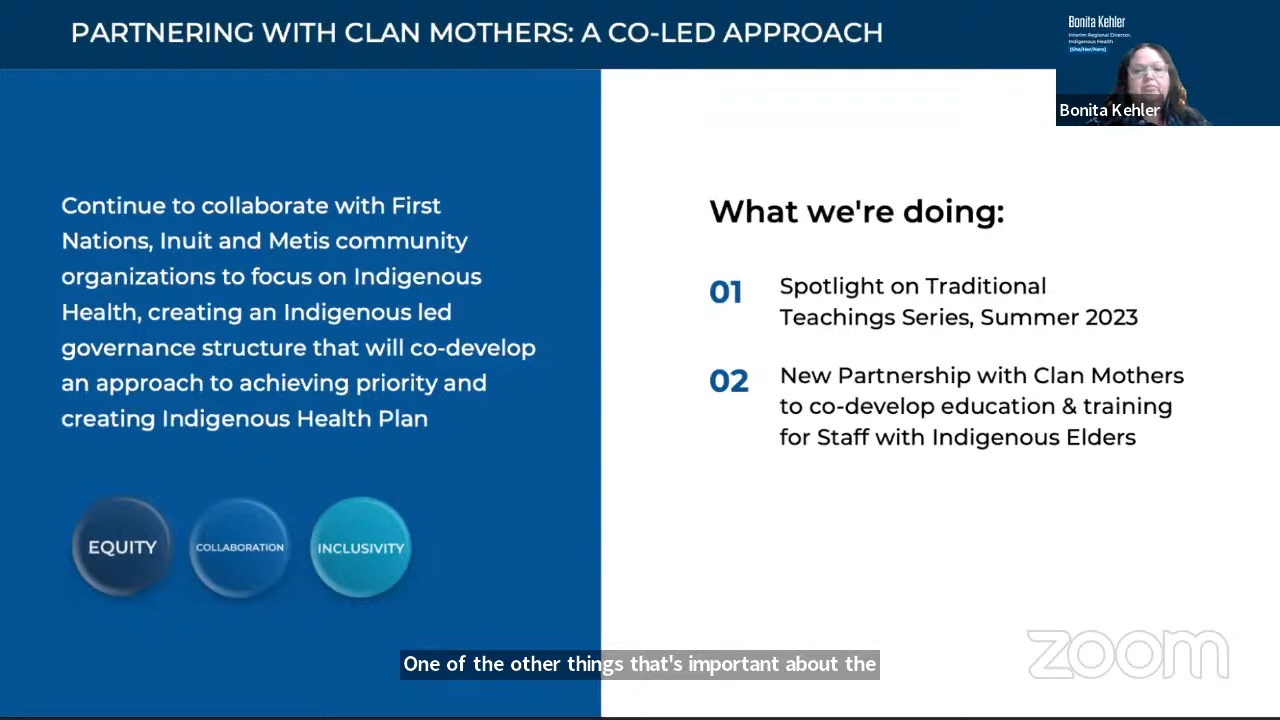 PARTNERING WITH CLAN MOTHERS: A CO-LED APPROACH
Bonita Kehler
Interim Regional Director,
Indigenous Health
(She/Her/Hers)
Bonita Kehler
Continue to collaborate with First
Nations, Inuit and Metis community
organizations to focus on Indigenous
Health, creating an Indigenous led
governance structure that will co-develop
an approach to achieving priority and
creating Indigenous Health Plan
EQUITY
COLLABORATION
INCLUSIVITY
What we're doing:
01 Spotlight on Traditional
Teachings Series, Summer 2023
02 New Partnership with Clan Mothers
to co-develop education & training
for Staff with Indigenous Elders
One of the other things that's important about the
zoom